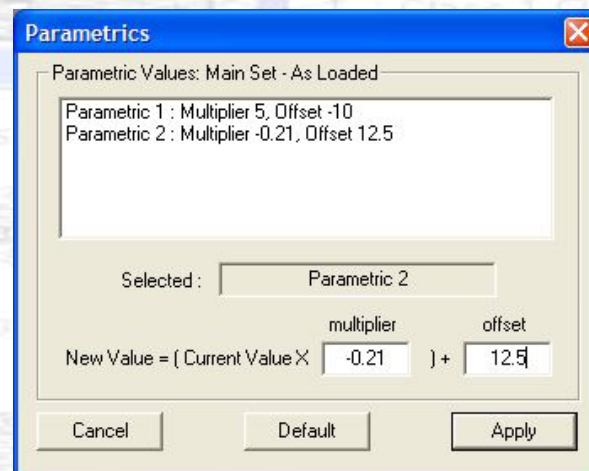 Parametrics
Parametric Values: Main Set - As Loaded
Parametric 1 : Multiplier 5, Offset -10
Parametric 2 : Multiplier -0.21, Offset 12.5
Selected : Parametric 2
multiplier offset
New Value = ( Current Value X -0.21 ) + 12.5
Cancel Default Apply